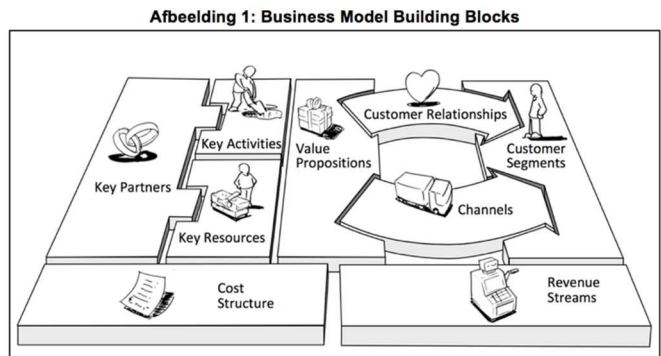 Afbeelding 1: Business Model Building Blocks
Key Partners
Key Activities
Key Resources
Value
Propositions
Customer Relationships
Channels
Customer
Segments
Cost
Structure
Revenue
Streams